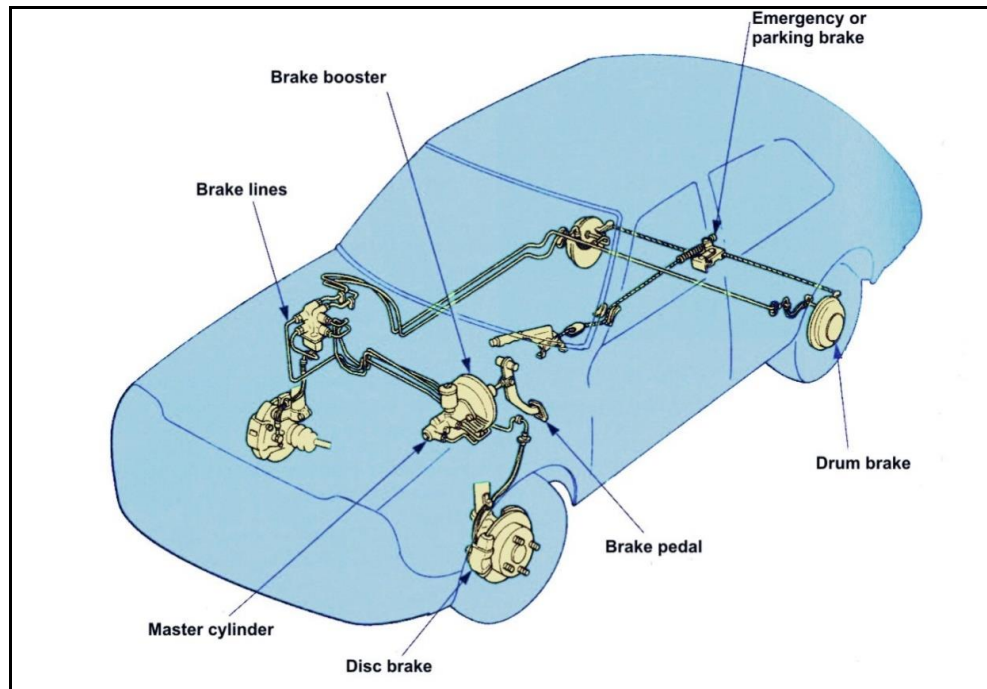 Emergency or
parking brake
Brake booster
Brake lines
Drum brake
Brake pedal
Master cylinder
Disc brake